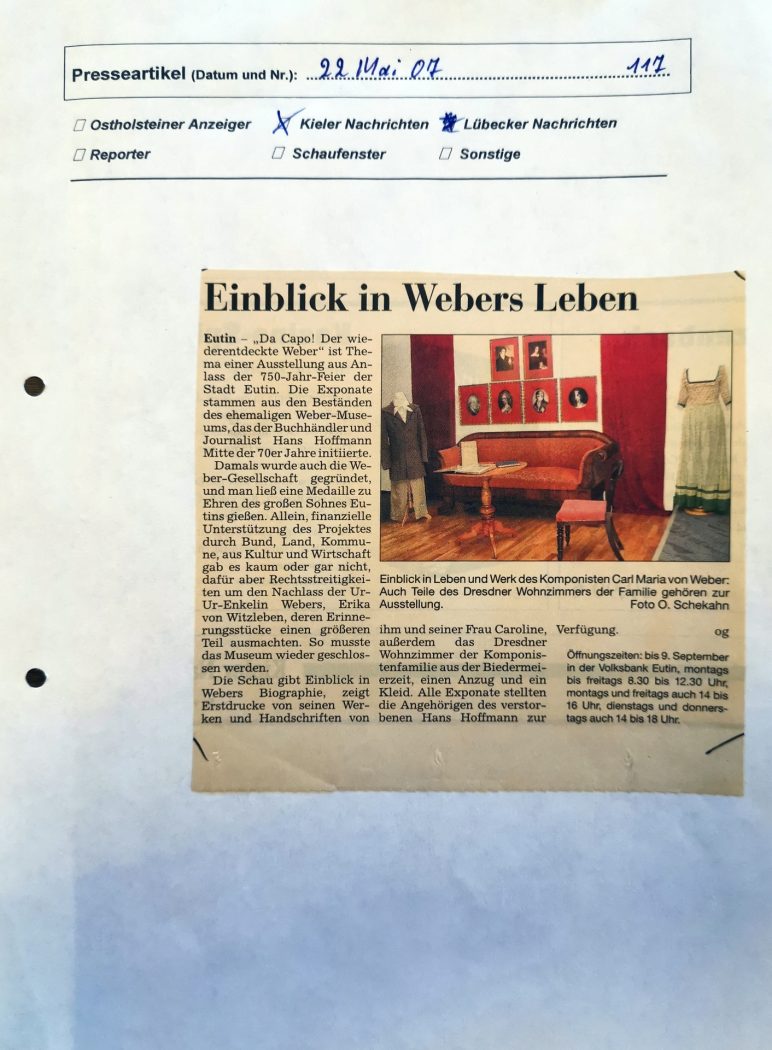 Presseartikel (Datum und Nr.): 22 Mai 07 117
Ostholsteiner Anzeiger Kieler Nachrichten Lübecker Nachrichten
Reporter Schaufenster Sonstige
Einblick in Webers Leben
Eutin – „Da Capo! Der wie-
derentdeckte Weber“ ist The-
ma einer Ausstellung aus An-
lass der 750-Jahr-Feier der
Stadt Eutin. Die Exponate
stammen aus den Beständen
des ehemaligen Weber-Muse-
ums, das der Buchhändler und
Journalist Hans Hoffmann
Mitte der 70er Jahre initiierte.
Damals wurde auch die We-
ber-Gesellschaft gegründet,
und man ließ eine Medaille zu
Ehren des großen Sohnes Eu-
tins gießen. Allein, finanzielle
Unterstützung des Projektes
durch Bund, Land, Kommu-
ne, aus Kultur und Wirtschaft
gab es kaum oder gar nicht,
dafür aber Rechtsstreitigkei-
ten um den Nachlass der Ur-
Ur-Enkelin Webers, Erika
von Witzleben, deren Erinne-
rungsstücke einen größeren
Teil ausmachten. So musste
das Museum wieder geschlos-
sen werden.
Die Schau gibt Einblick in
Webers Biographie, zeigt
Erstdrucke von seinen Wer-
ken und Handschriften von
Einblick in Leben und Werk des Komponisten Carl Maria von Weber:
Auch Teile des Dresdner Wohnzimmers der Familie gehören zur
Ausstellung. Foto O. Schekahn
ihm und seiner Frau Caroline,
außerdem das Dresdner
Wohnzimmer der Komponis-
tenfamilie aus der Biedermei-
erzeit, einen Anzug und ein
Kleid. Alle Exponate stellten
die Angehörigen des verstor-
benen Hans Hoffmann zur
Verfügung. og
Öffnungszeiten: bis 9. September
in der Volksbank Eutin, montags
bis freitags 8.30 bis 12.30 Uhr,
montags und freitags auch 14 bis
16 Uhr, dienstags und donners-
tags auch 14 bis 18 Uhr.